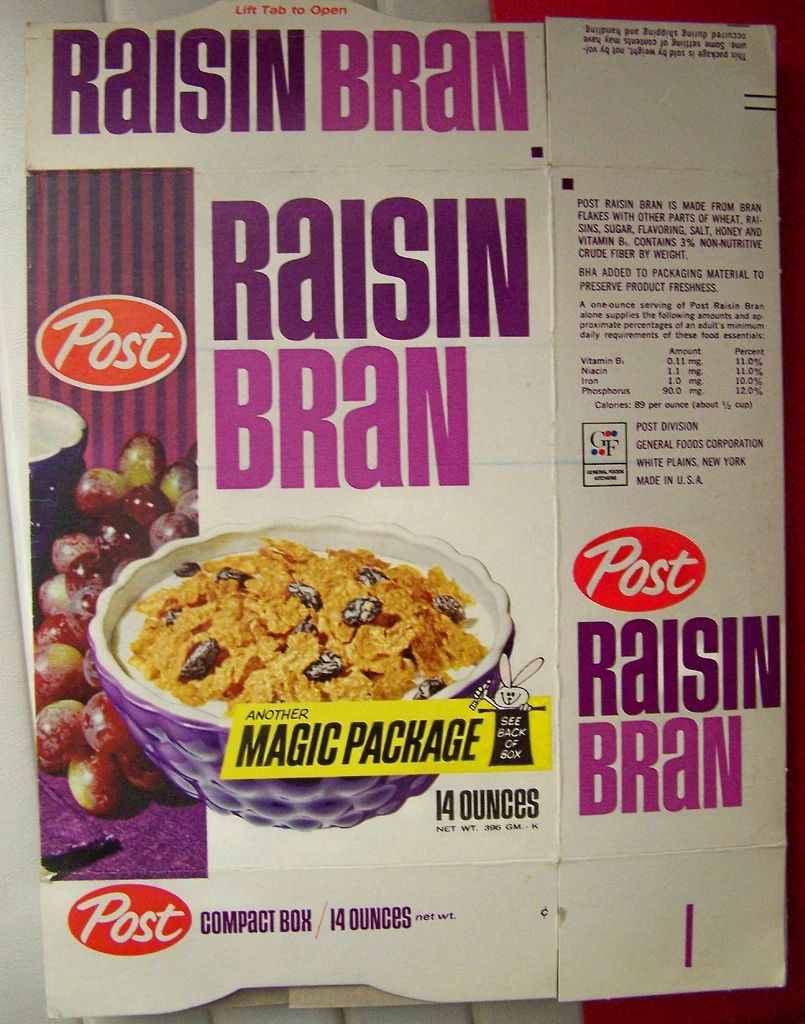 Lift Tab to Open
RaISIN BRaN
This package is sold by weight, not by vol-
ume. Some settling of contents may have
occurred during shipping and handling
RaISIN
BRaN
Post
ANOTHER
MAGIC PACKAGE
SEE
BACK
OF
BOX
14 OUNCES
NET WT. 396 GM. - K
Post COMPACT BOX / 14 OUNCES net wt. ¢
POST RAISIN BRAN IS MADE FROM BRAN
FLAKES WITH OTHER PARTS OF WHEAT, RAI-
SINS, SUGAR, FLAVORING, SALT, HONEY AND
VITAMIN B₁. CONTAINS 3% NON-NUTRITIVE
CRUDE FIBER BY WEIGHT.
BHA ADDED TO PACKAGING MATERIAL TO
PRESERVE PRODUCT FRESHNESS.
A one-ounce serving of Post Raisin Bran
alone supplies the following amounts and ap-
proximate percentages of an adult's minimum
daily requirements of these food essentials:
Amount Percent
Vitamin B₁ 0.11 mg. 11.0%
Niacin 1.1 mg. 11.0%
Iron 1.0 mg. 10.0%
Phosphorus 90.0 mg. 12.0%
Calories: 89 per ounce (about ½ cup)
GF
GENERAL FOODS
KITCHENS
POST DIVISION
GENERAL FOODS CORPORATION
WHITE PLAINS, NEW YORK
MADE IN U.S.A.
Post
RaISIN
BRaN